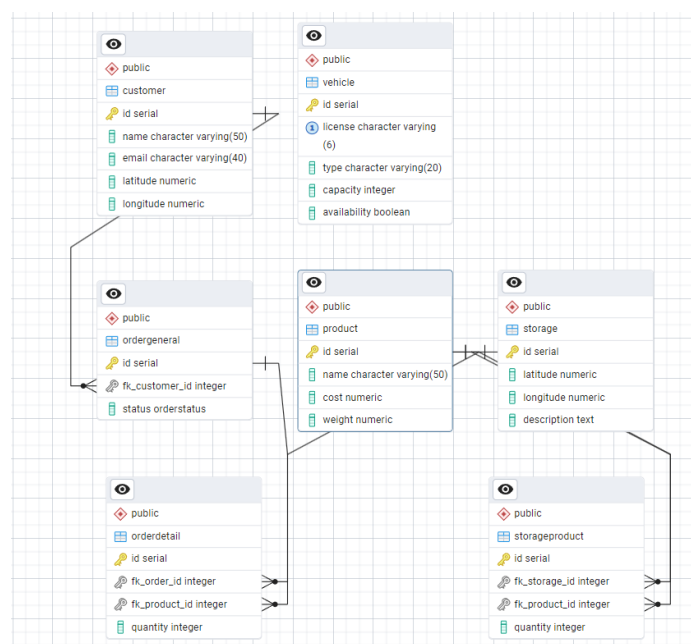 public
customer
id serial
name character varying(50)
email character varying(40)
latitude numeric
longitude numeric
public
vehicle
id serial
1
license character varying
(6)
type character varying(20)
capacity integer
availability boolean
public
ordergeneral
id serial
fk_customer_id integer
status orderstatus
public
product
id serial
name character varying(50)
cost numeric
weight numeric
public
storage
id serial
latitude numeric
longitude numeric
description text
public
orderdetail
id serial
fk_order_id integer
fk_product_id integer
quantity integer
public
storageproduct
id serial
fk_storage_id integer
fk_product_id integer
quantity integer